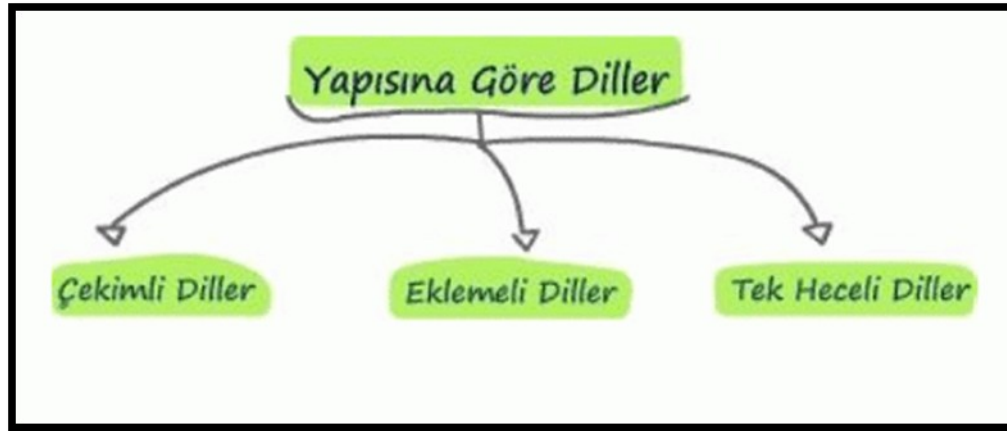 Yapısına Göre Diller
Çekimli Diller
Eklemeli Diller
Tek Heceli Diller